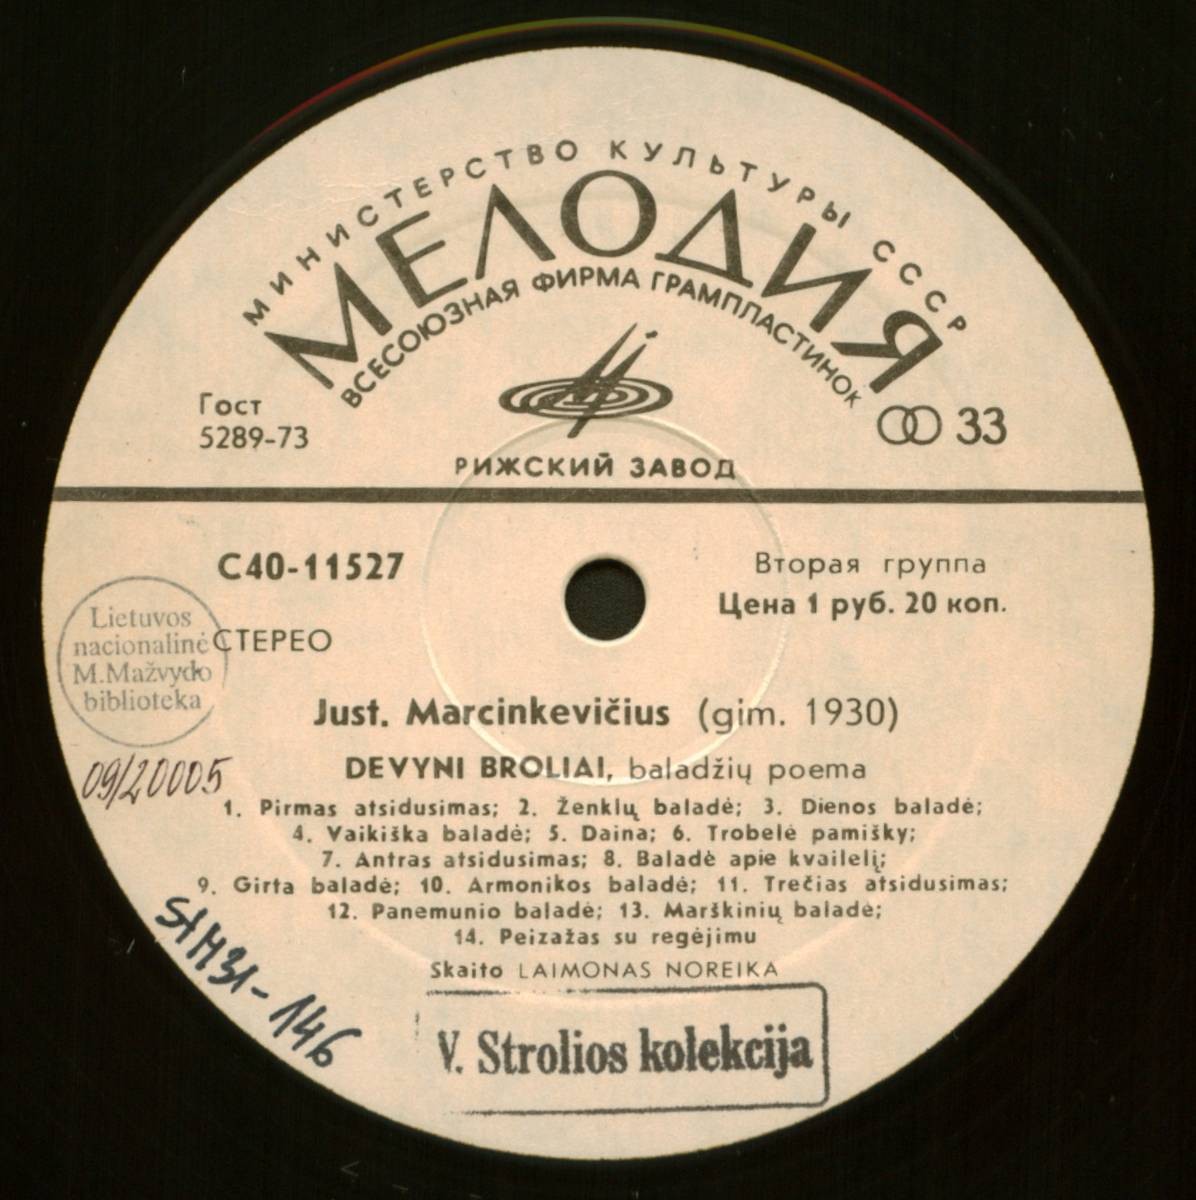 МИНИСТЕРСТВО КУЛЬТУРЫ СССР
МЕЛОДИЯ
ВСЕСОЮЗНАЯ ФИРМА ГРАМПЛАСТИНОК
Гост
5289-73
33
РИЖСКИЙ ЗАВОД
С40-11527
Вторая группа
Цена 1 руб. 20 коп.
Lietuvos
nacionalinė
M.Mažvydo
biblioteka
СТЕРЕО
Just. Marcinkevičius (gim. 1930)
09/20005
DEVYNI BROLIAI, baladžių poema
1. Pirmas atsidusimas; 2. Ženklų baladė; 3. Dienos baladė;
4. Vaikiška baladė; 5. Daina; 6. Trobelė pamišky;
7. Antras atsidusimas; 8. Baladė apie kvailelį;
9. Girta baladė; 10. Armonikos baladė; 11. Trečias atsidusimas;
12. Panemunio baladė; 13. Marškinių baladė;
14. Peizažas su regėjimu
Skaito LAIMONAS NOREIKA
V. Strolios kolekcija